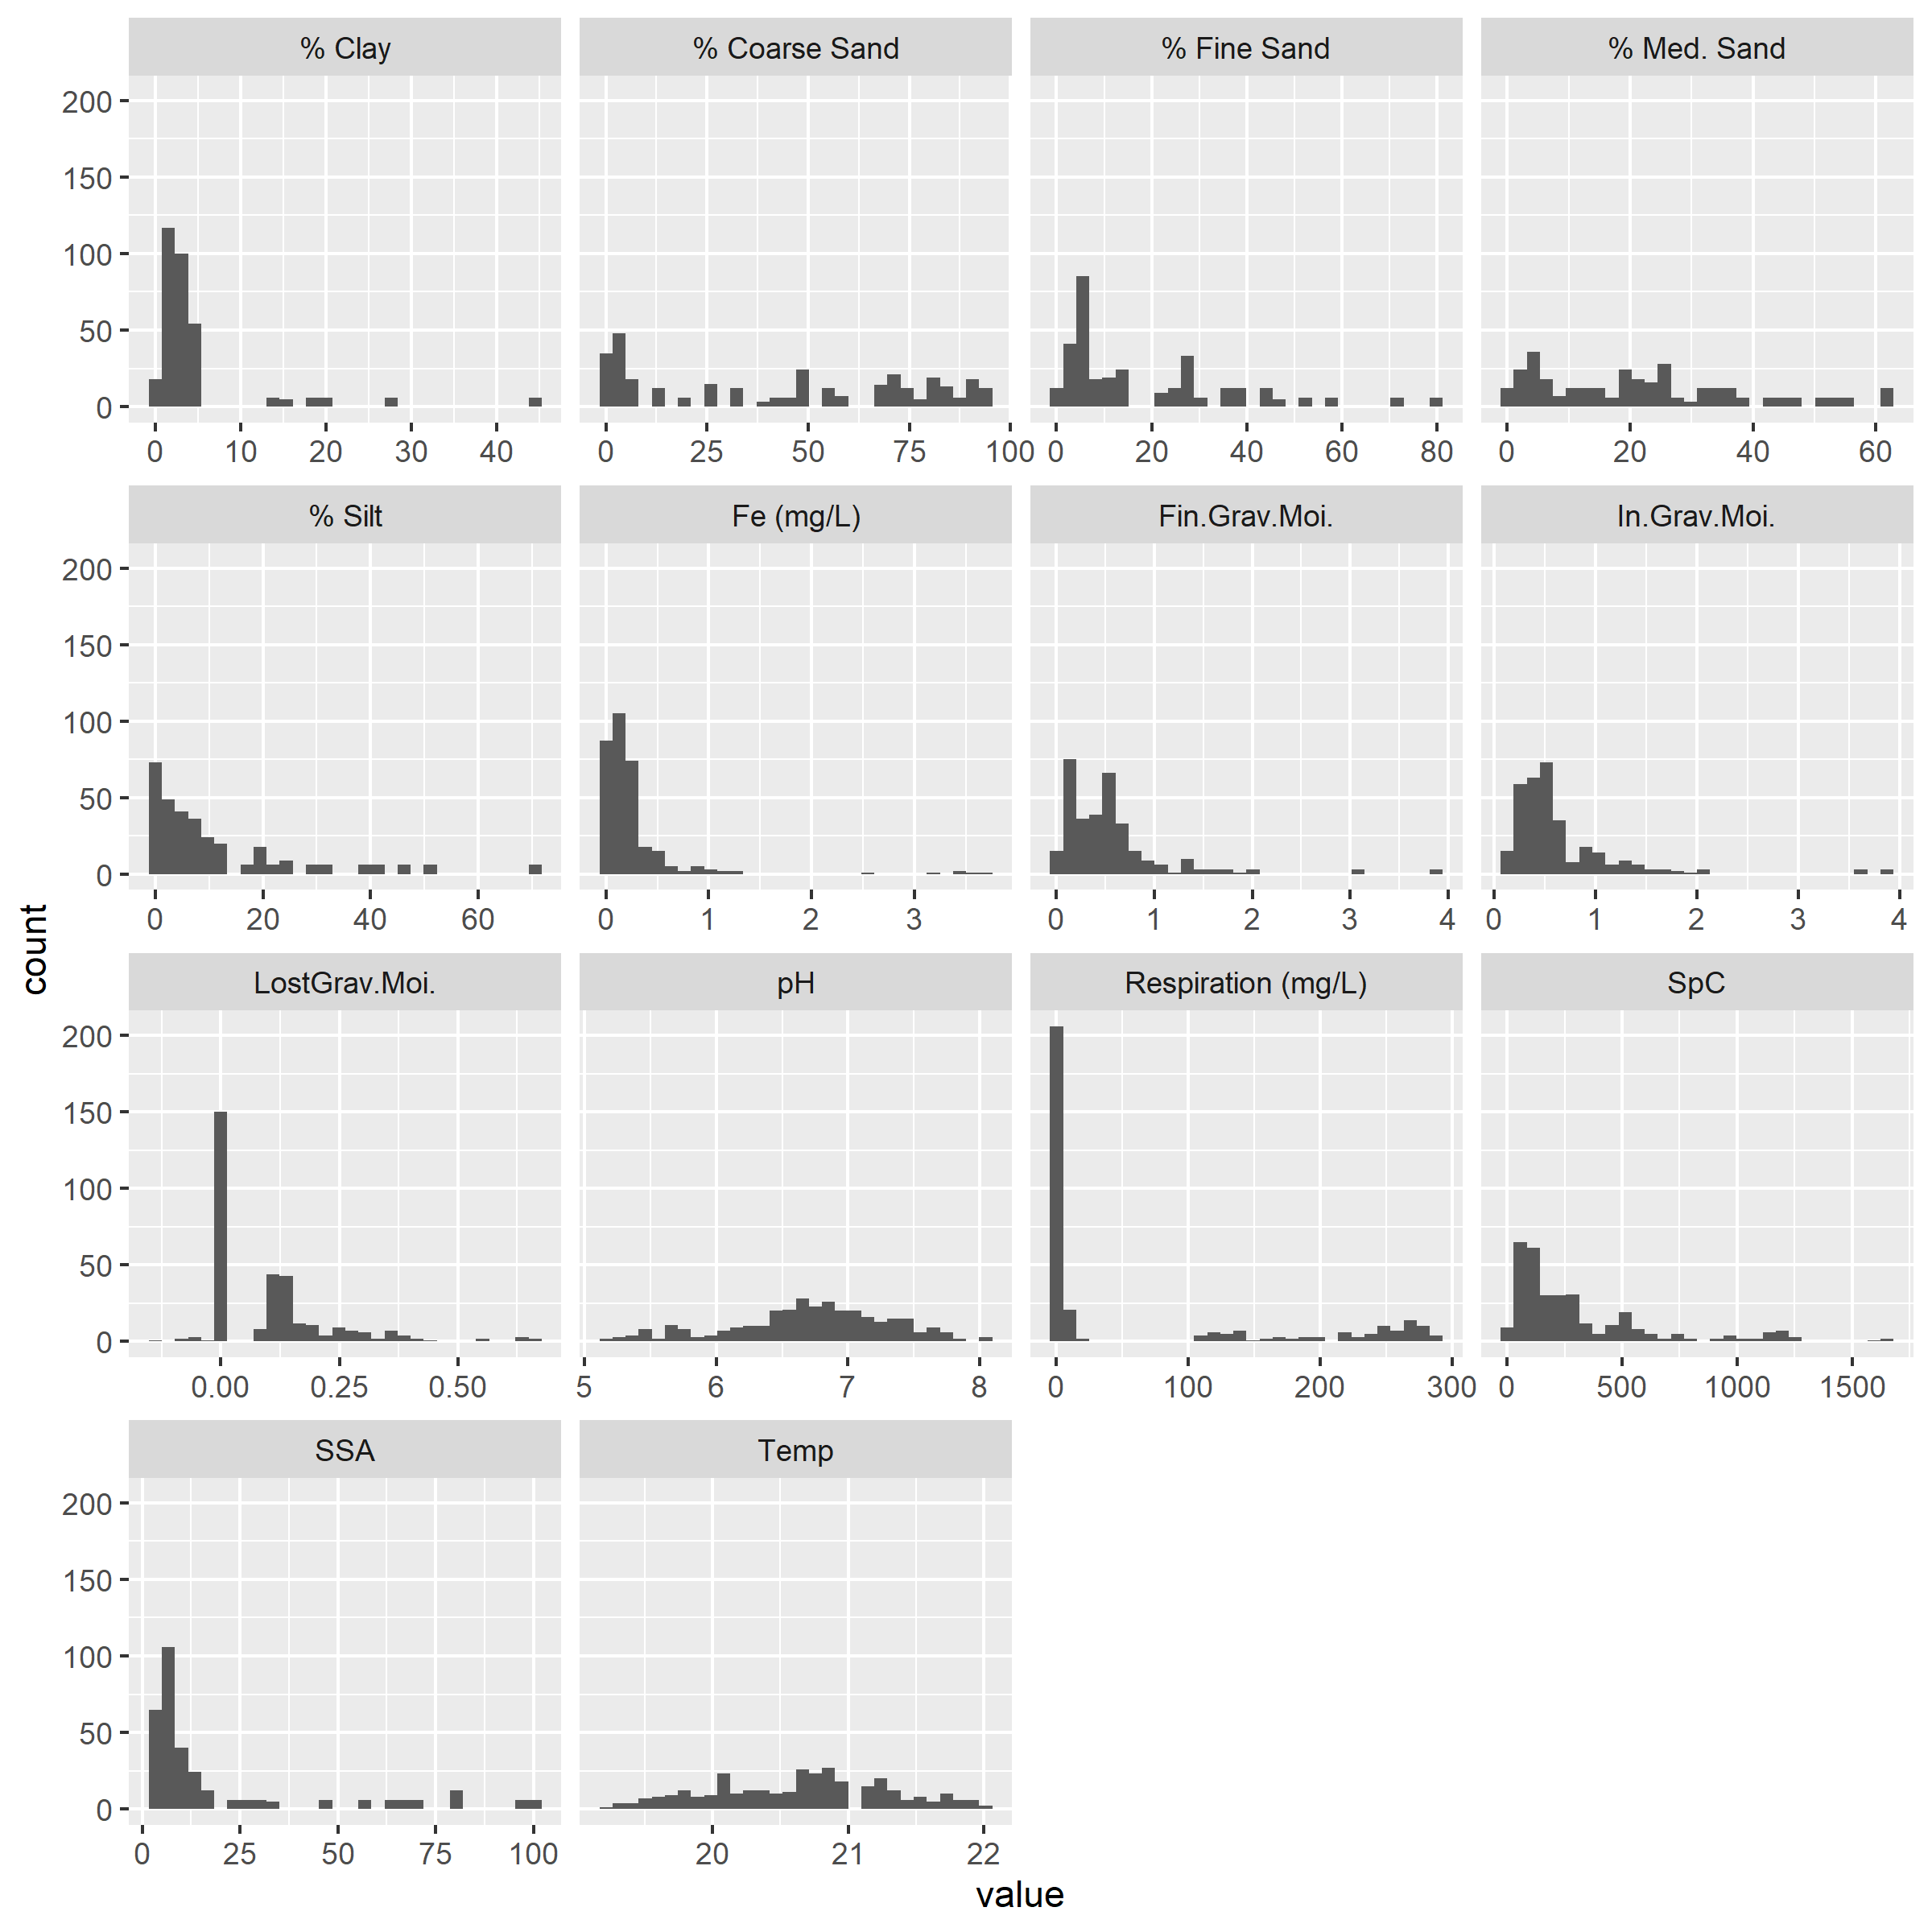 % Clay % Coarse Sand % Fine Sand % Med. Sand
200
150
100
50
0
0 10 20 30 40 0 25 50 75 100 0 20 40 60 80 0 20 40 60
% Silt Fe (mg/L) Fin.Grav.Moi. In.Grav.Moi.
200
150
100
50
0
0 20 40 60 0 1 2 3 0 1 2 3 4 0 1 2 3 4
count
LostGrav.Moi. pH Respiration (mg/L) SpC
200
150
100
50
0
0.00 0.25 0.50 5 6 7 8 0 100 200 300 0 500 1000 1500
SSA Temp
200
150
100
50
0
0 25 50 75 100 20 21 22
value